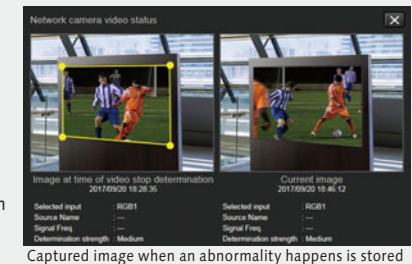 Network camera video status
Image at time of video stop determination
2017/09/20 18:28:35
Selected input : RGB1
Source Name : ---
Signal Freq. : ---
Determination strength : Medium
Current image
2017/09/20 18:46:12
Selected input : RGB1
Source Name : ---
Signal Freq. : ---
Determination strength : Medium
n
Captured image when an abnormality happens is stored